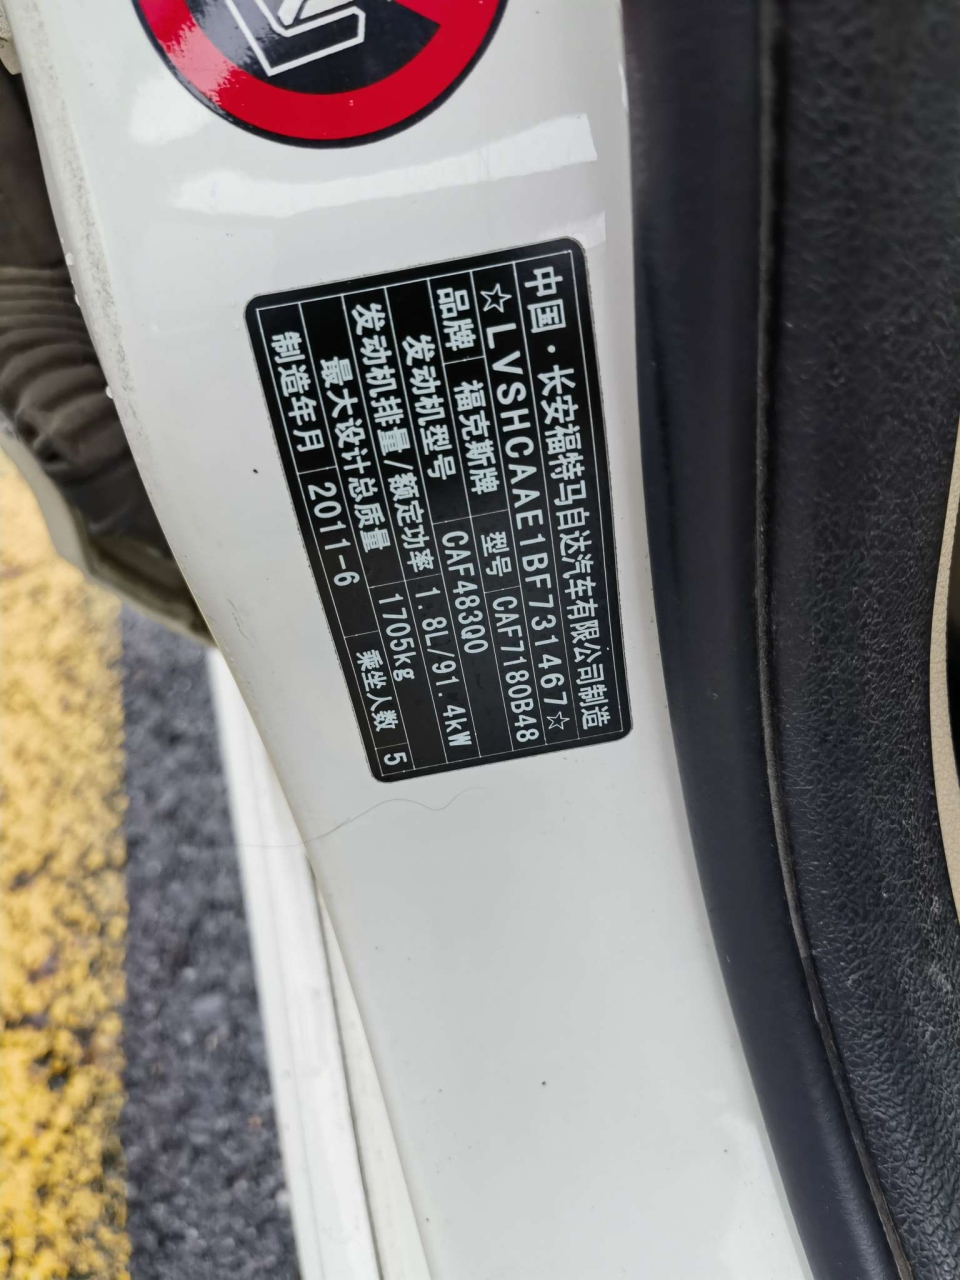 中国·长安福特马自达汽车有限公司制造
☆LVSHCAAE1BF731467☆
品牌 福克斯牌 型号 CAF7180B48
发动机型号 CAF483Q0
发动机排量/额定功率 1.8L/91.4kW
最大设计总质量 1705kg
制造年月 2011-6 乘坐人数 5